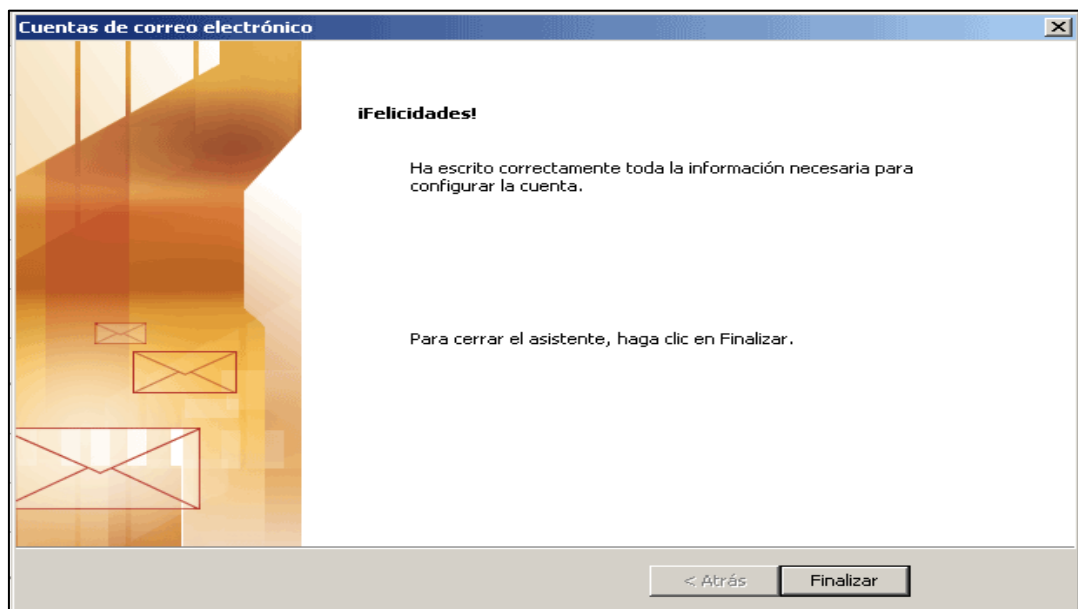 Cuentas de correo electrónico
¡Felicidades!
Ha escrito correctamente toda la información necesaria para
configurar la cuenta.
Para cerrar el asistente, haga clic en Finalizar.
< Atrás
Finalizar